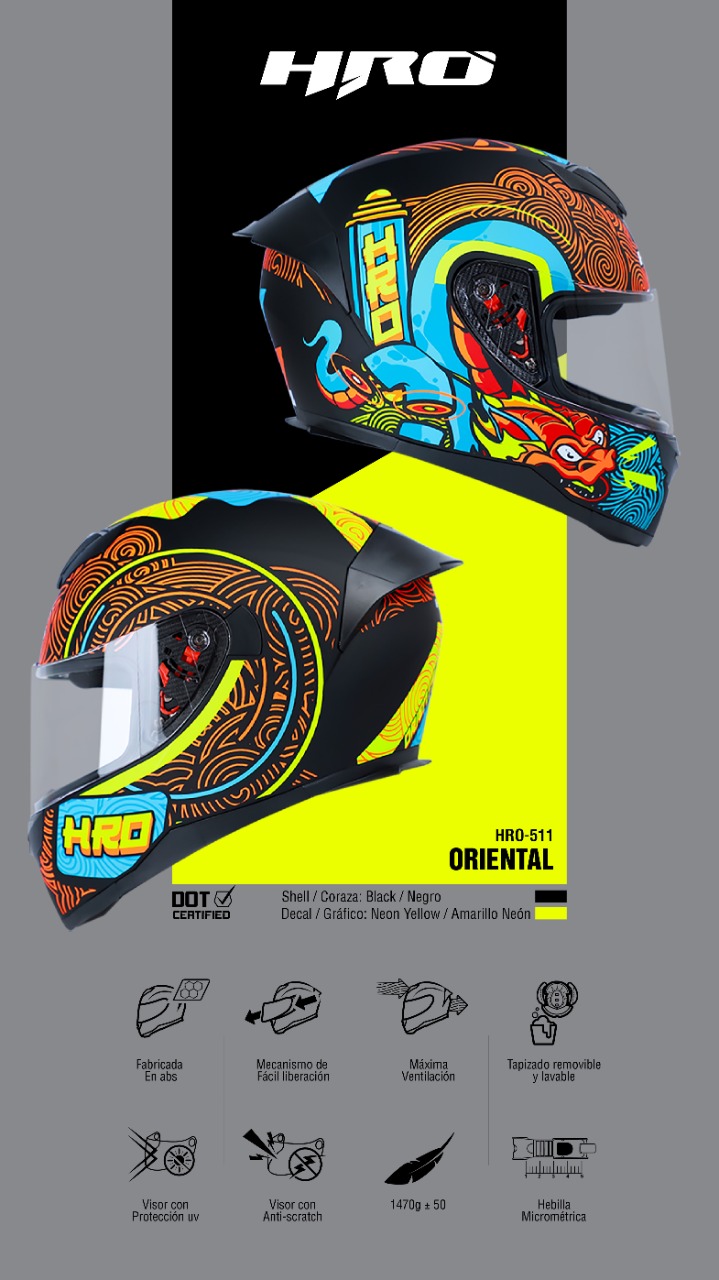 HRO
HRO
HRO
HRO-511
ORIENTAL
DOT
CERTIFIED
Shell / Coraza: Black / Negro
Decal / Gráfico: Neon Yellow / Amarillo Neón
Fabricada
En abs
Mecanismo de
Fácil liberación
Máxima
Ventilación
Tapizado removible
y lavable
Visor con
Protección uv
Visor con
Anti-scratch
1470g ± 50
Hebilla
Micrométrica